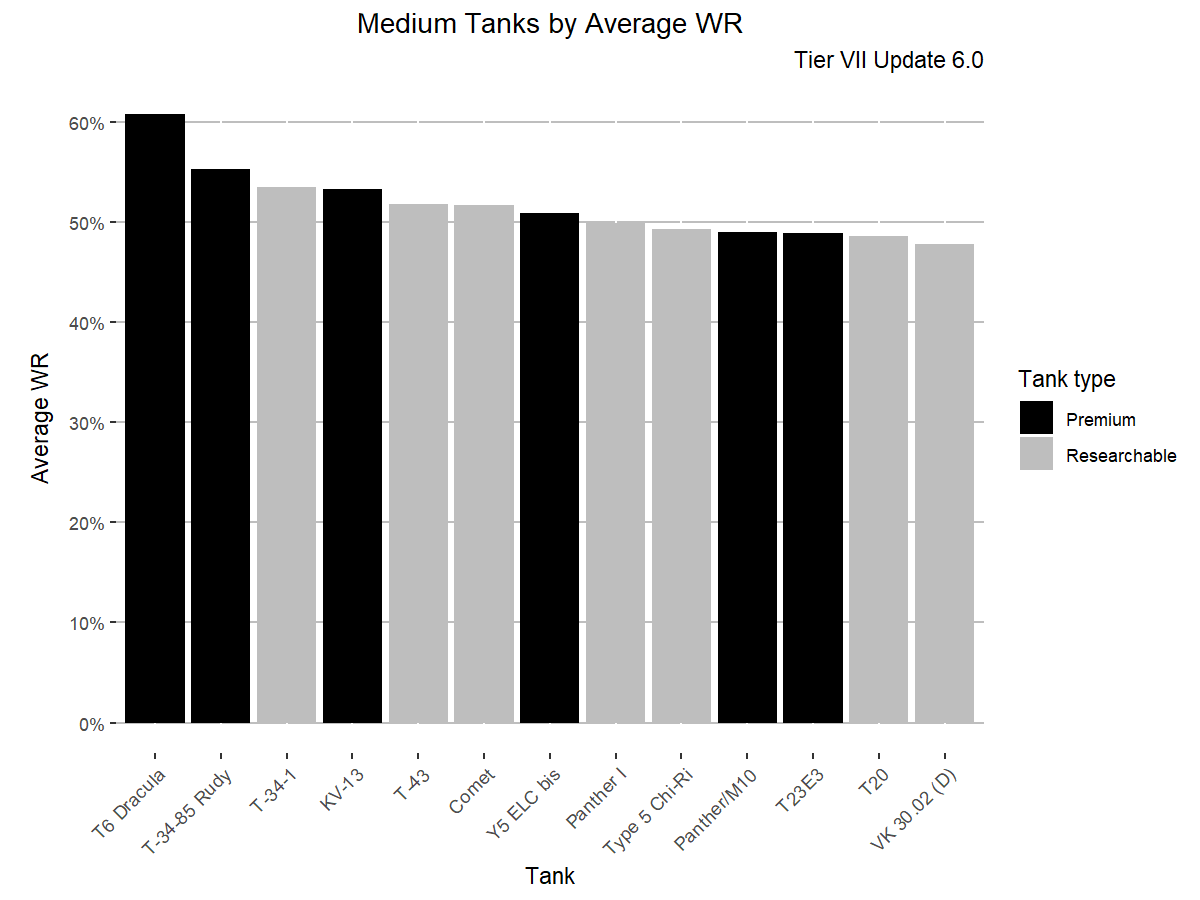 Medium Tanks by Average WR
Tier VII Update 6.0
60%
50%
40%
30%
20%
10%
0%
Average WR
T6 Dracula
T-34-85 Rudy
T-34-1
KV-13
T-43
Comet
Y5 ELC bis
Panther I
Type 5 Chi-Ri
Panther/M10
T23E3
T20
VK 30.02 (D)
Tank
Tank type
Premium
Researchable